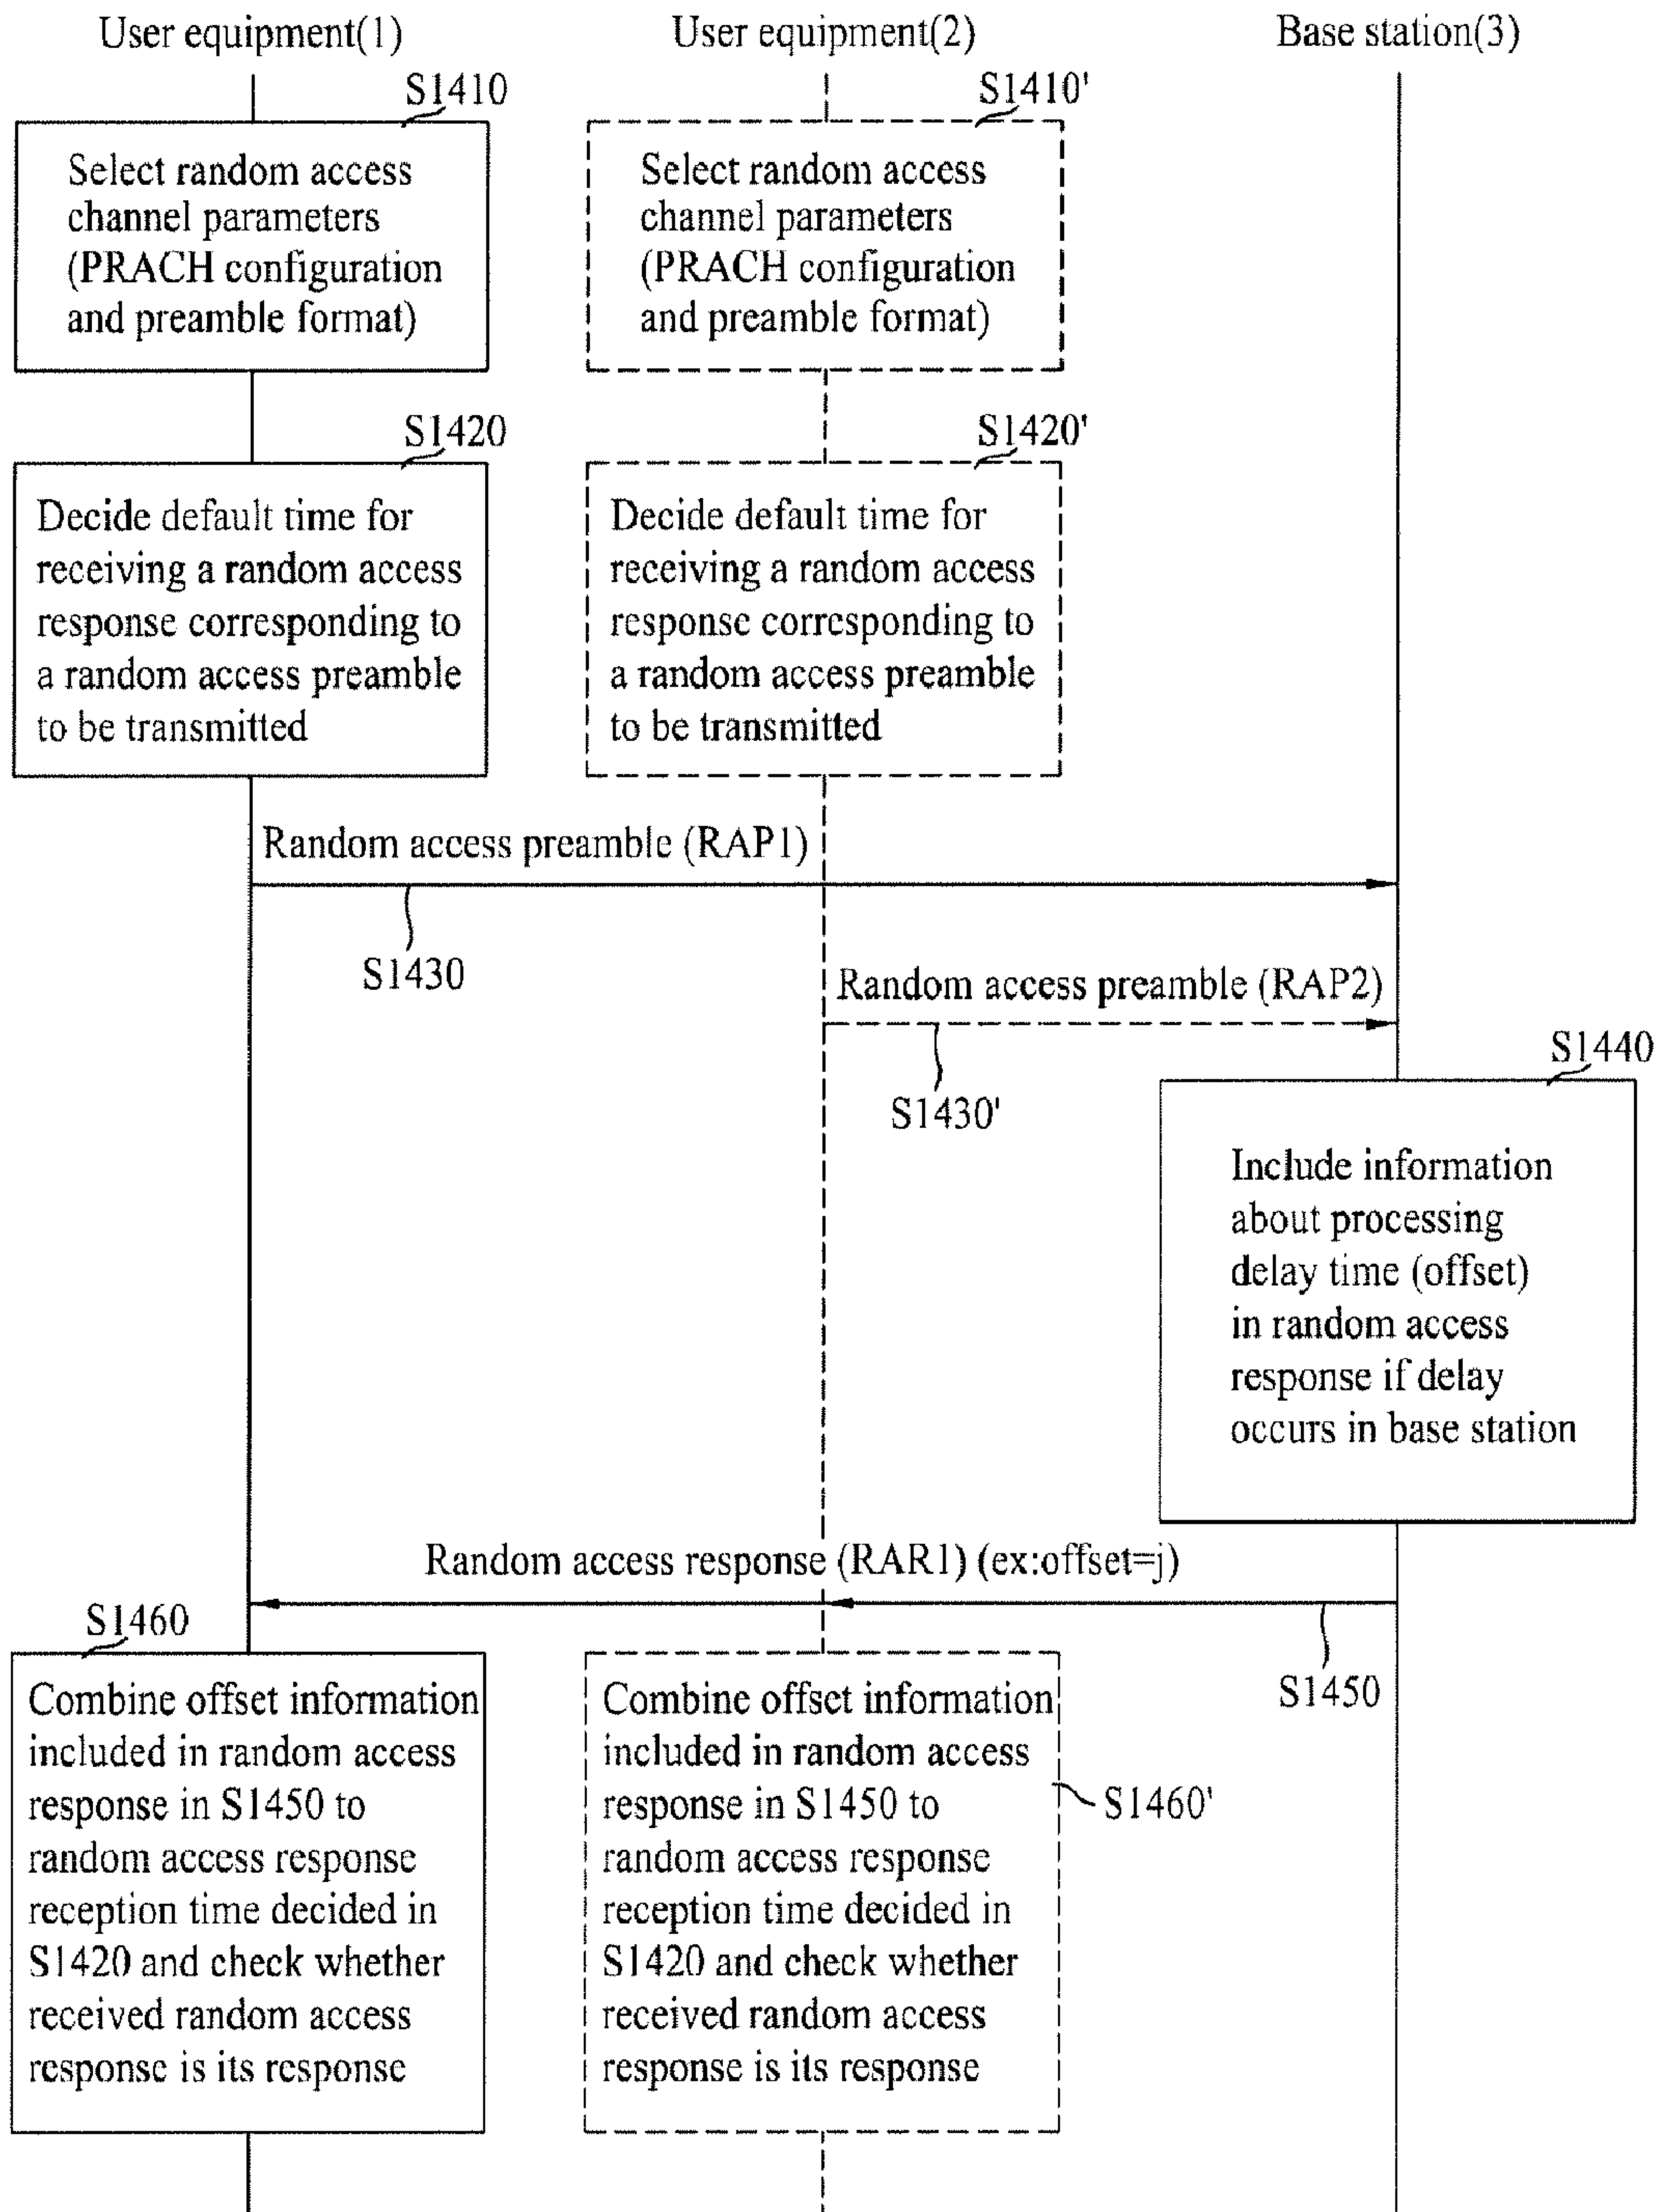 User equipment(1)
User equipment(2)
Base station(3)
S1410
S1410'
Select random access
channel parameters
(PRACH configuration
and preamble format)
Select random access
channel parameters
(PRACH configuration
and preamble format)
S1420
S1420'
Decide default time for
receiving a random access
response corresponding to
a random access preamble
to be transmitted
Decide default time for
receiving a random access
response corresponding to
a random access preamble
to be transmitted
Random access preamble (RAP1)
S1430
Random access preamble (RAP2)
S1430'
S1440
Include information
about processing
delay time (offset)
in random access
response if delay
occurs in base station
Random access response (RAR1) (ex:offset=j)
S1450
S1460
Combine offset information
included in random access
response in S1450 to
random access response
reception time decided in
S1420 and check whether
received random access
response is its response
Combine offset information
included in random access
response in S1450 to
random access response
reception time decided in
S1420 and check whether
received random access
response is its response
S1460'